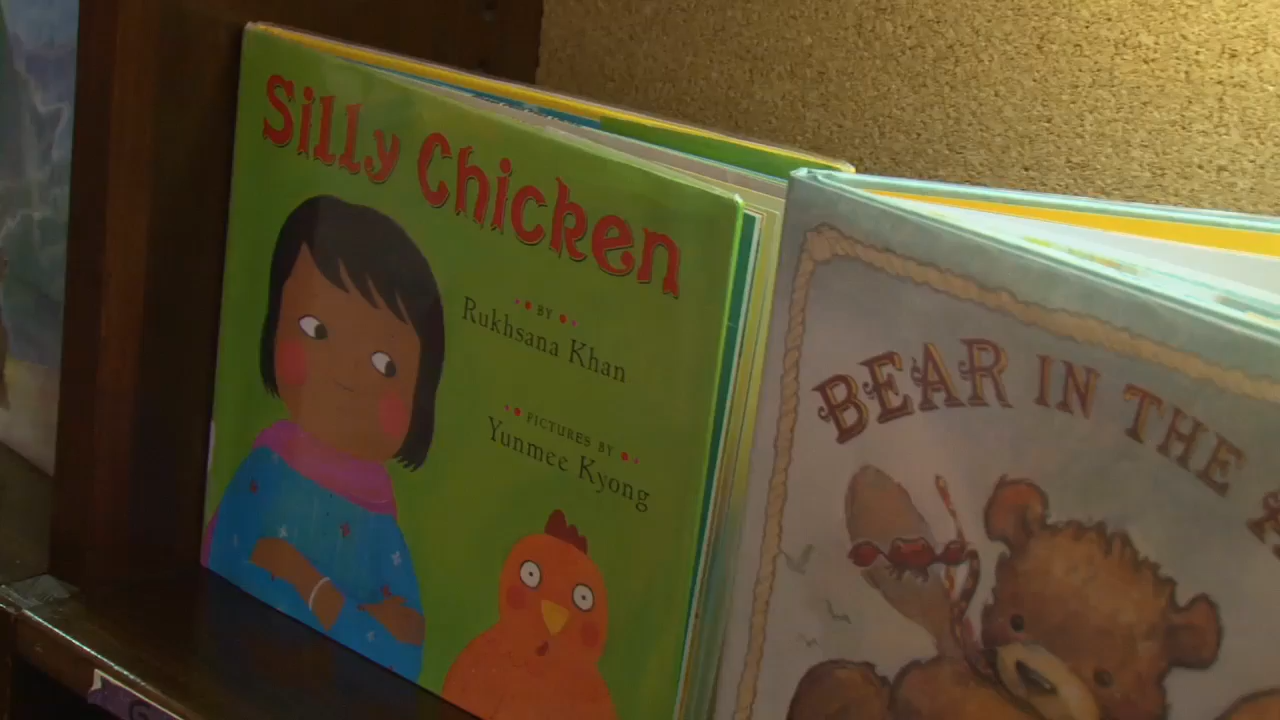 Silly Chicken
BY
Rukhsana Khan
PICTURES BY
Yunmee Kyong
BEAR IN THE